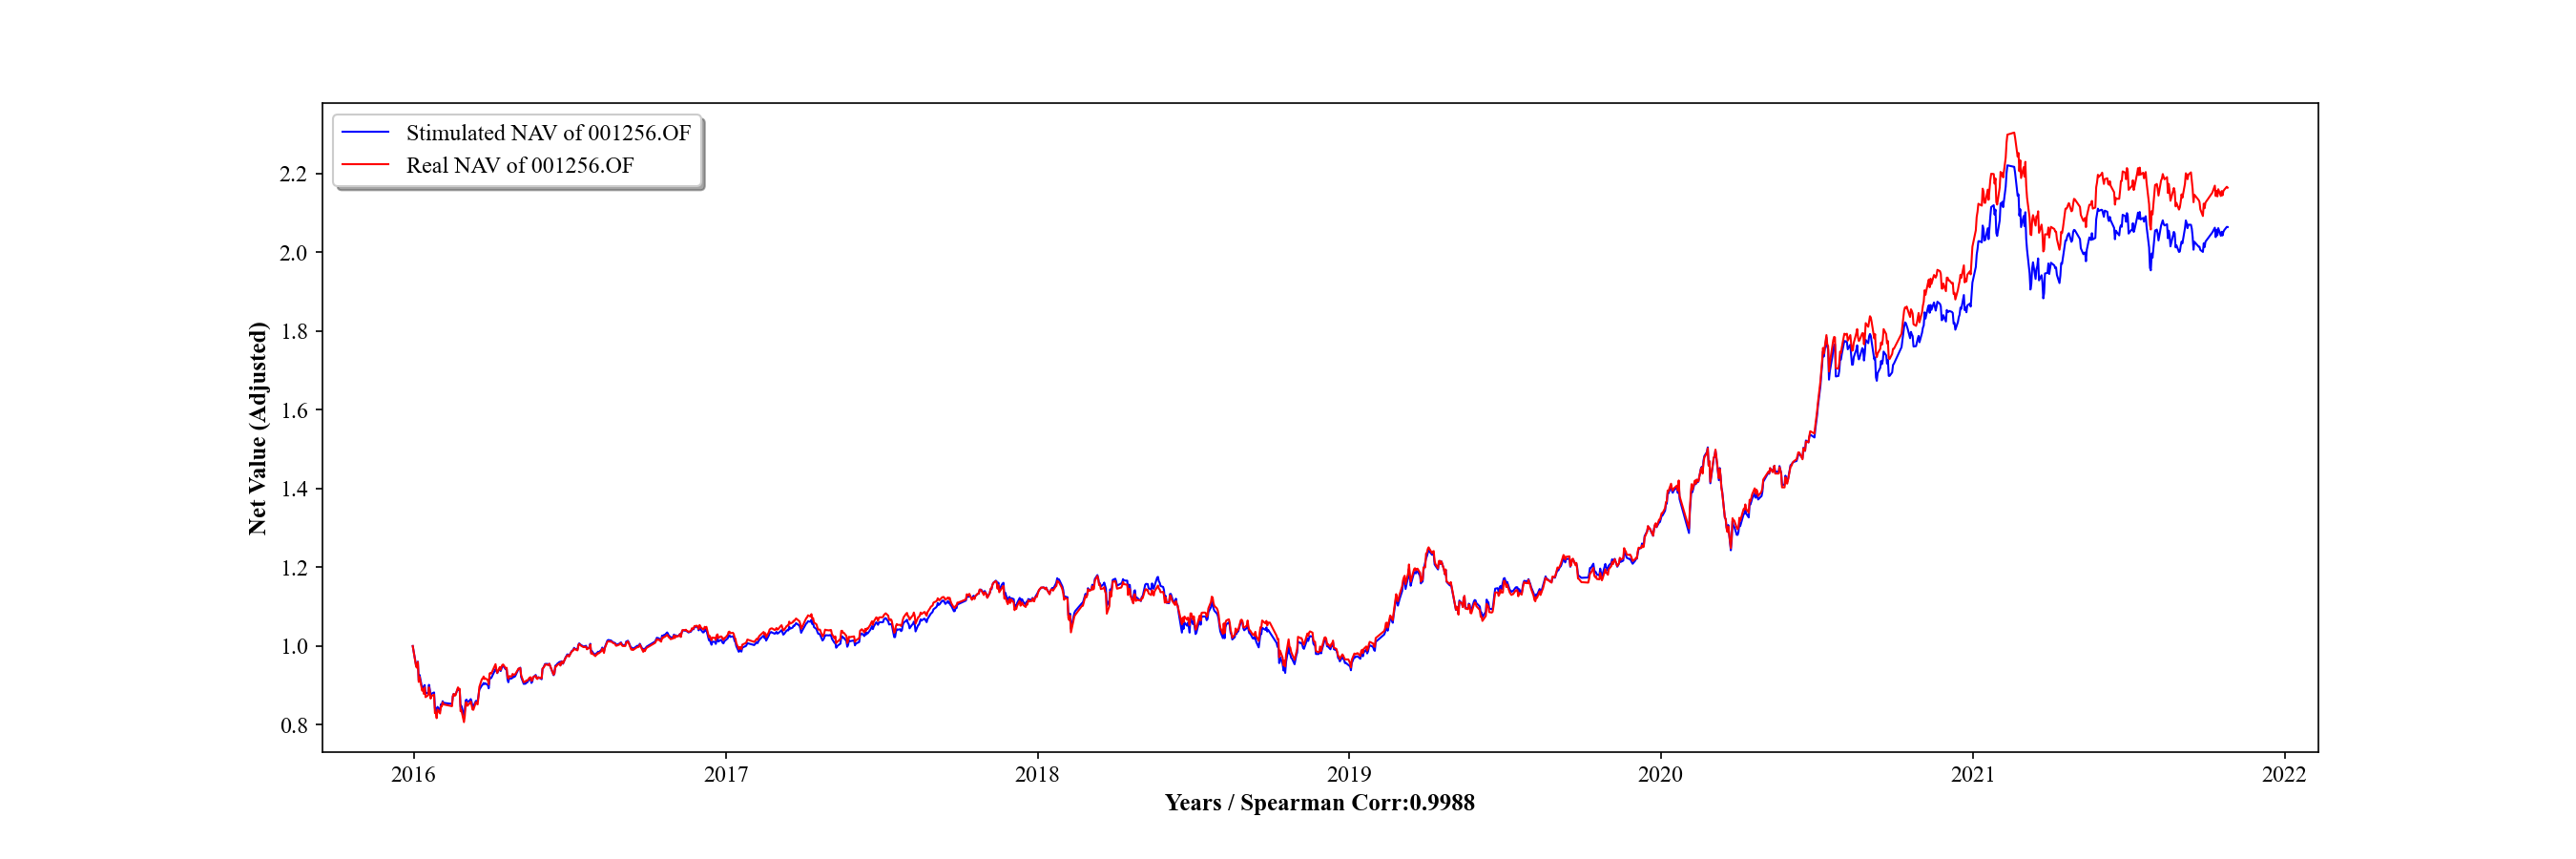 Stimulated NAV of 001256.OF
Real NAV of 001256.OF
Net Value (Adjusted)
2.2
2.0
1.8
1.6
1.4
1.2
1.0
0.8
2016 2017 2018 2019 2020 2021 2022
Years / Spearman Corr:0.9988